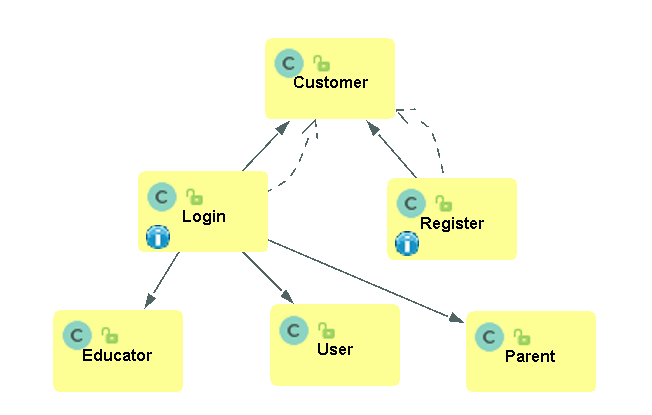 C
Customer
C
Login
i
C
Register
i
C
Educator
C
User
C
Parent